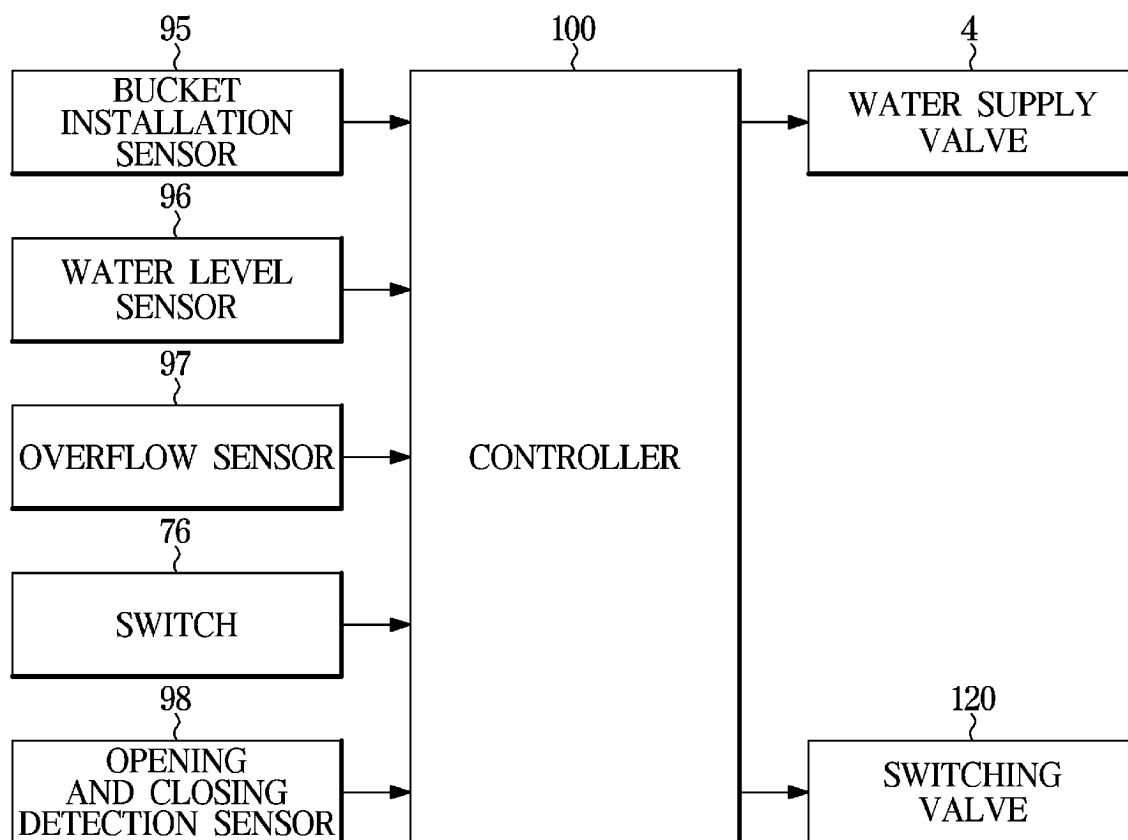 95
BUCKET
INSTALLATION
SENSOR
96
WATER LEVEL
SENSOR
97
OVERFLOW SENSOR
76
SWITCH
98
OPENING
AND CLOSING
DETECTION SENSOR
100
CONTROLLER
4
WATER SUPPLY
VALVE
120
SWITCHING
VALVE